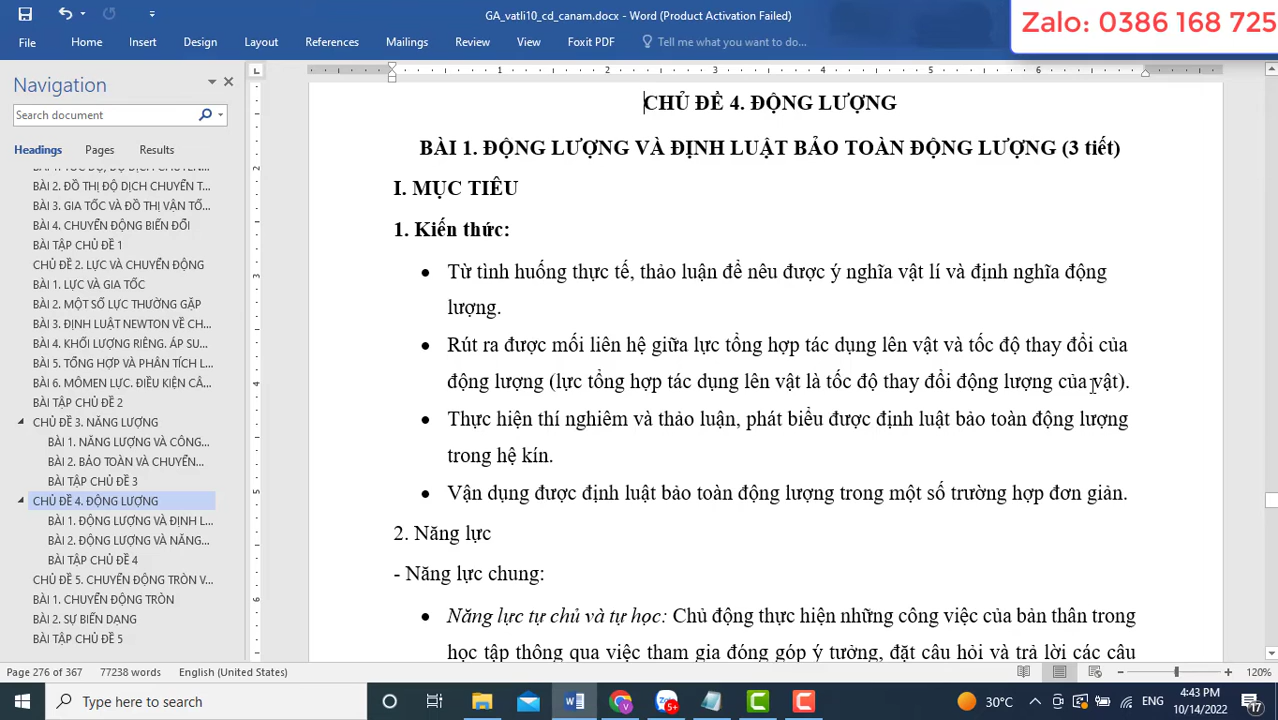 GA_vatli10_cd_canam.docx - Word (Product Activation Failed)
Zalo: 0386 168 725
File Home Insert Design Layout References Mailings Review View Foxit PDF Tell me what you want to do...
Navigation
Search document
Headings Pages Results
BÀI 2. ĐỒ THỊ ĐỘ DỊCH CHUYỂN T...
BÀI 3. GIA TỐC VÀ ĐỒ THỊ VẬN TỐ...
BÀI 4. CHUYỂN ĐỘNG BIẾN ĐỔI
BÀI TẬP CHỦ ĐỀ 1
CHỦ ĐỀ 2. LỰC VÀ CHUYỂN ĐỘNG
BÀI 1. LỰC VÀ GIA TỐC
BÀI 2. MỘT SỐ LỰC THƯỜNG GẶP
BÀI 3. ĐỊNH LUẬT NEWTON VỀ CH...
BÀI 4. KHỐI LƯỢNG RIÊNG. ÁP SU...
BÀI 5. TỔNG HỢP VÀ PHÂN TÍCH L...
BÀI 6. MÔMEN LỰC. ĐIỀU KIỆN CÂ...
BÀI TẬP CHỦ ĐỀ 2
CHỦ ĐỀ 3. NĂNG LƯỢNG
BÀI 1. NĂNG LƯỢNG VÀ CÔNG...
BÀI 2. BẢO TOÀN VÀ CHUYỂN...
BÀI TẬP CHỦ ĐỀ 3
CHỦ ĐỀ 4. ĐỘNG LƯỢNG
BÀI 1. ĐỘNG LƯỢNG VÀ ĐỊNH L...
BÀI 2. ĐỘNG LƯỢNG VÀ NĂNG...
BÀI TẬP CHỦ ĐỀ 4
CHỦ ĐỀ 5. CHUYỂN ĐỘNG TRÒN V...
BÀI 1. CHUYỂN ĐỘNG TRÒN
BÀI 2. SỰ BIẾN DẠNG
BÀI TẬP CHỦ ĐỀ 5
1 2 3 4 5 6
2
3
4
5
6
CHỦ ĐỀ 4. ĐỘNG LƯỢNG
BÀI 1. ĐỘNG LƯỢNG VÀ ĐỊNH LUẬT BẢO TOÀN ĐỘNG LƯỢNG (3 tiết)
I. MỤC TIÊU
1. Kiến thức:
• Từ tình huống thực tế, thảo luận để nêu được ý nghĩa vật lí và định nghĩa động
lượng.
• Rút ra được mối liên hệ giữa lực tổng hợp tác dụng lên vật và tốc độ thay đổi của
động lượng (lực tổng hợp tác dụng lên vật là tốc độ thay đổi động lượng của vật).
• Thực hiện thí nghiêm và thảo luận, phát biểu được định luật bảo toàn động lượng
trong hệ kín.
• Vận dụng được định luật bảo toàn động lượng trong một số trường hợp đơn giản.
2. Năng lực
- Năng lực chung:
• Năng lực tự chủ và tự học: Chủ động thực hiện những công việc của bản thân trong
học tập thông qua việc tham gia đóng góp ý tưởng, đặt câu hỏi và trả lời các câu
Page 276 of 367 77238 words English (United States) 120%
Type here to search
5+
30°C
ENG
4:43 PM
10/14/2022
17